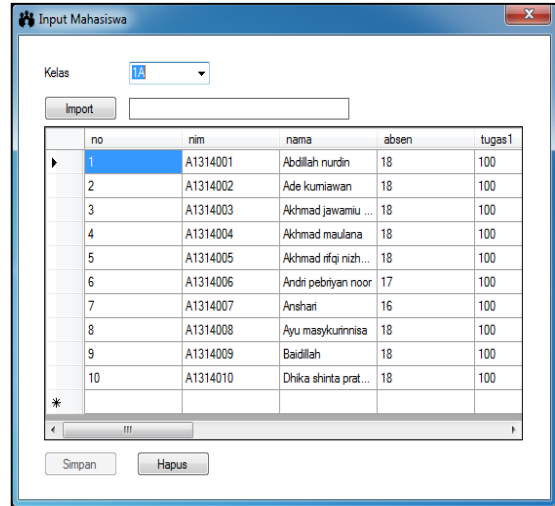 Input Mahasiswa
Kelas 1A
Import
no nim nama absen tugas1
1 A1314001 Abdillah nurdin 18 100
2 A1314002 Ade kurniawan 18 100
3 A1314003 Akhmad jawamiu ... 18 100
4 A1314004 Akhmad maulana 18 100
5 A1314005 Akhmad rifqi nizh... 18 100
6 A1314006 Andri pebriyan noor 17 100
7 A1314007 Anshari 16 100
8 A1314008 Ayu masykurinnisa 18 100
9 A1314009 Baidillah 18 100
10 A1314010 Dhika shinta prat... 18 100
Simpan Hapus